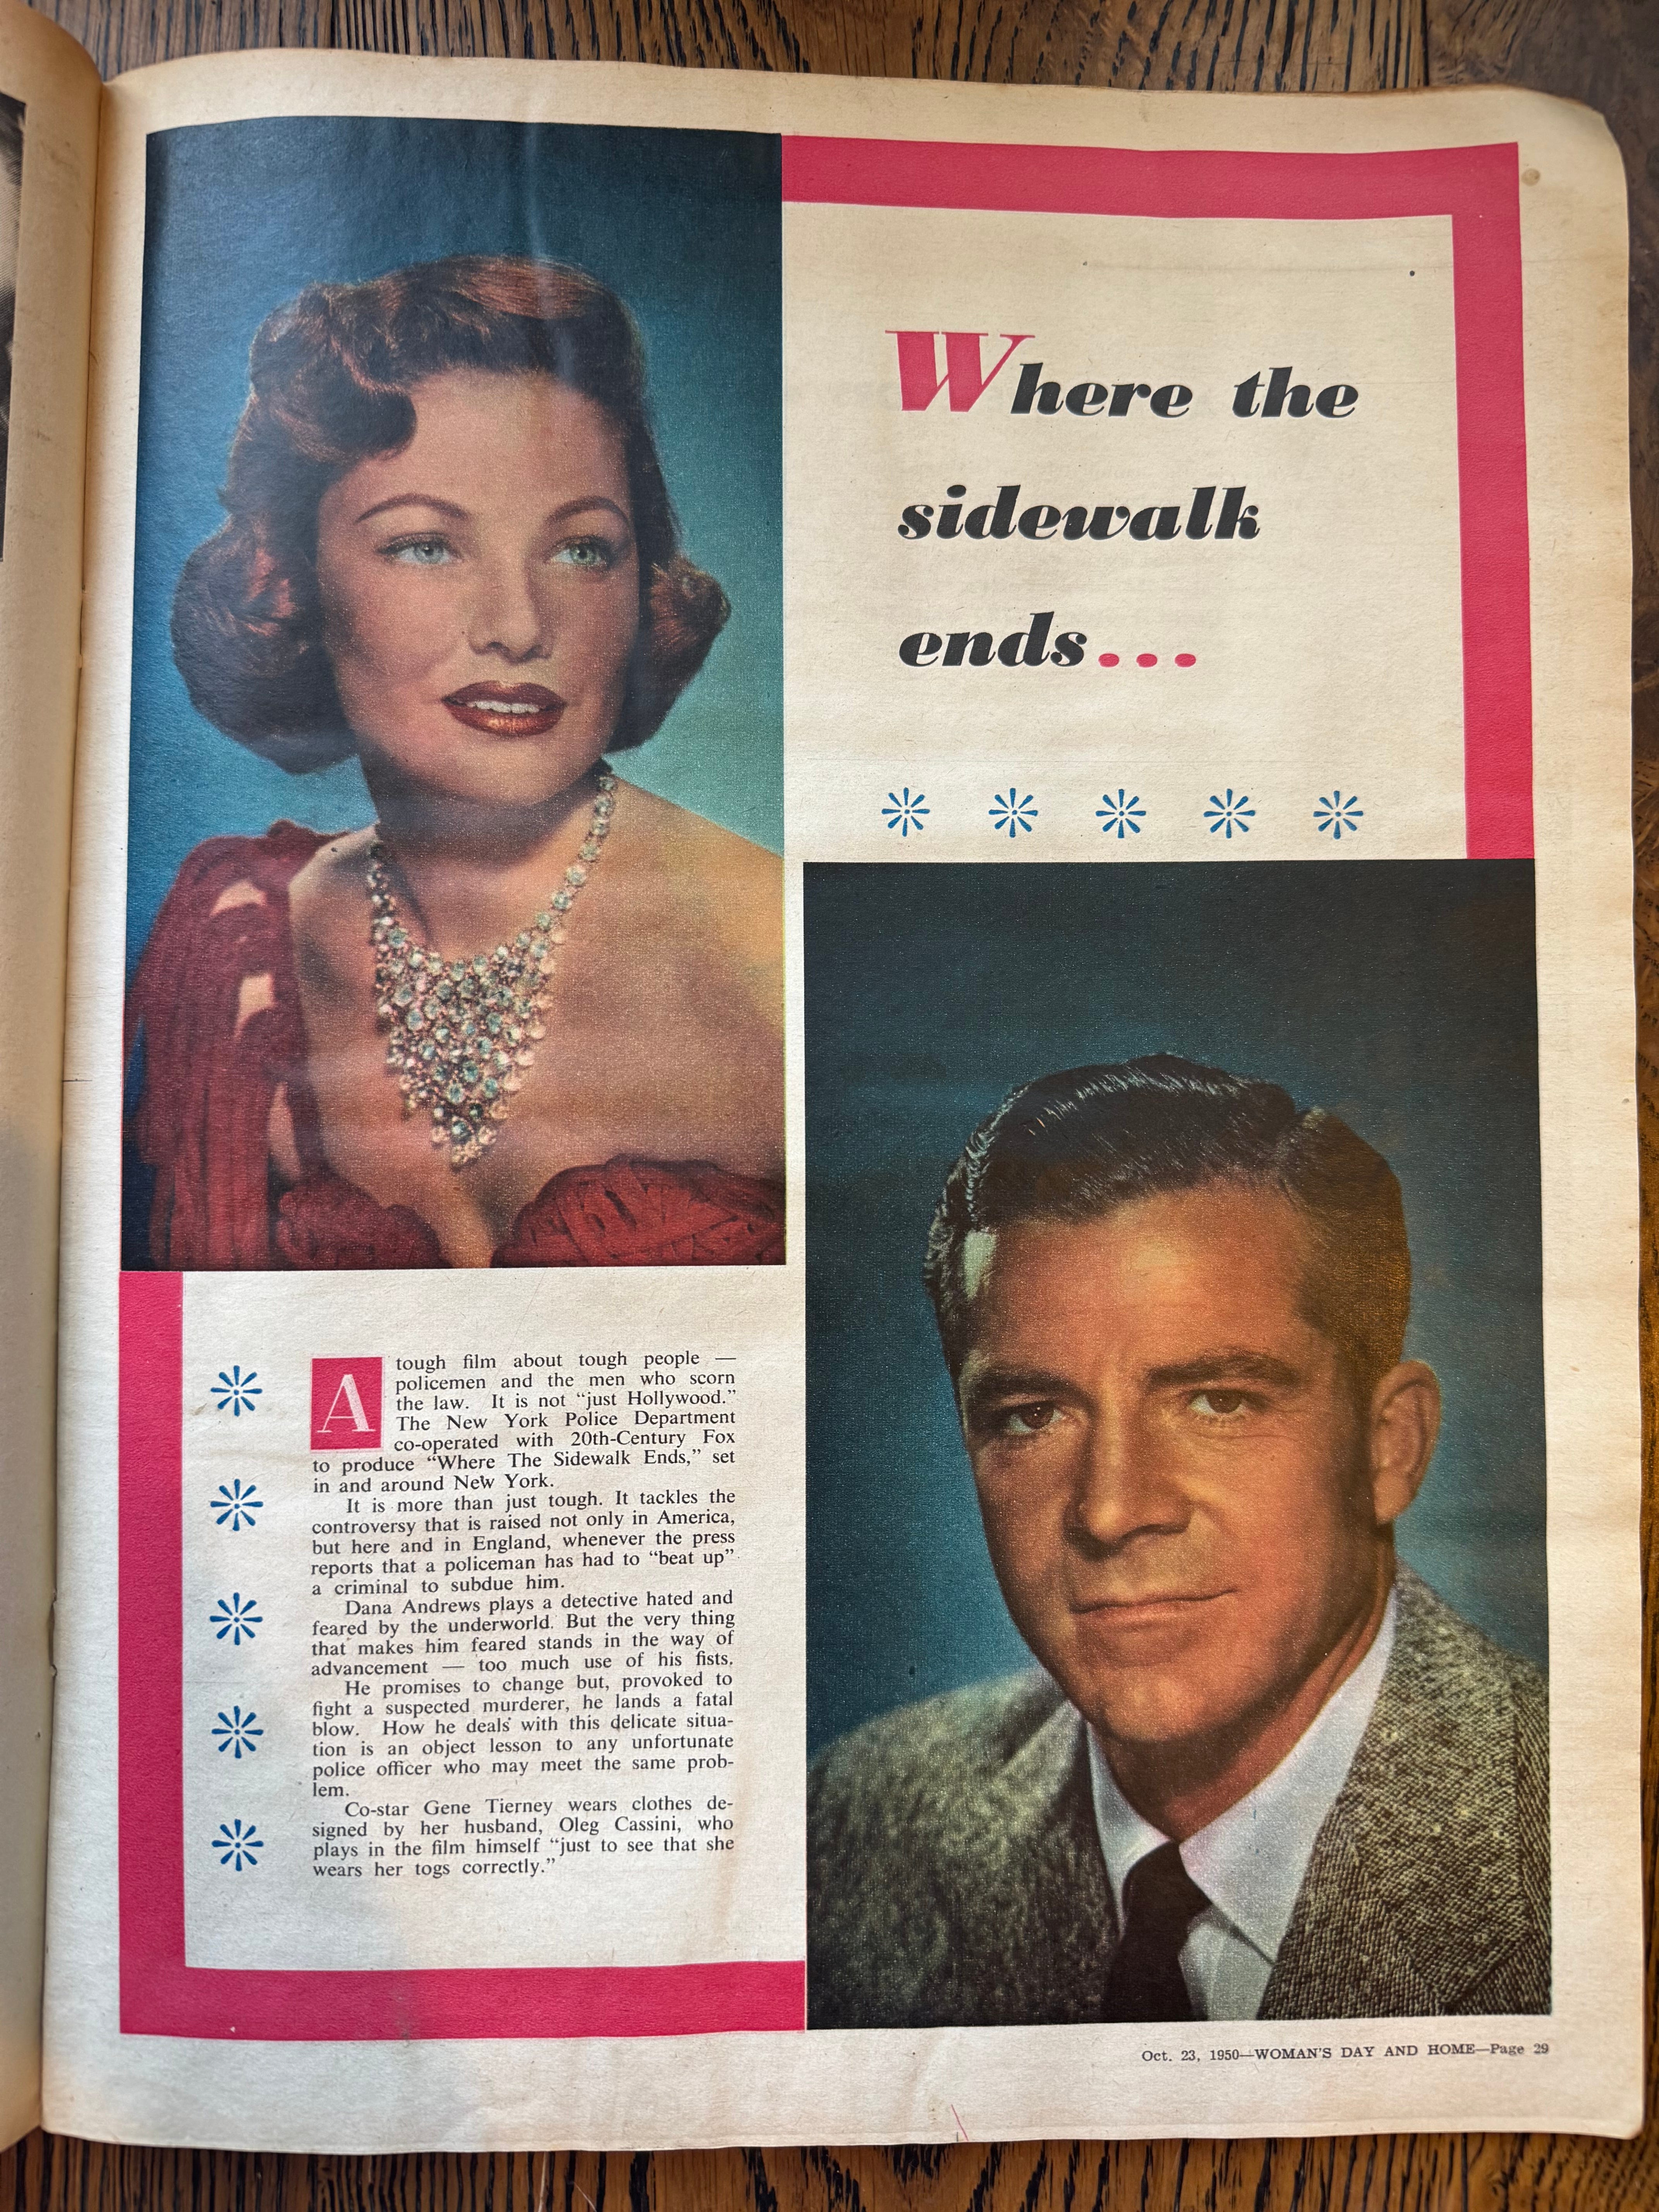 Where the
sidewalk
ends...
A tough film about tough people —
policemen and the men who scorn
the law. It is not “just Hollywood.”
The New York Police Department
co-operated with 20th-Century Fox
to produce “Where The Sidewalk Ends,” set
in and around New York.
It is more than just tough. It tackles the
controversy that is raised not only in America,
but here and in England, whenever the press
reports that a policeman has had to “beat up”
a criminal to subdue him.
Dana Andrews plays a detective hated and
feared by the underworld. But the very thing
that makes him feared stands in the way of
advancement — too much use of his fists.
He promises to change but, provoked to
fight a suspected murderer, he lands a fatal
blow. How he deals with this delicate situa-
tion is an object lesson to any unfortunate
police officer who may meet the same prob-
lem.
Co-star Gene Tierney wears clothes de-
signed by her husband, Oleg Cassini, who
plays in the film himself “just to see that she
wears her togs correctly.”
Oct. 23, 1950—WOMAN'S DAY AND HOME—Page 29